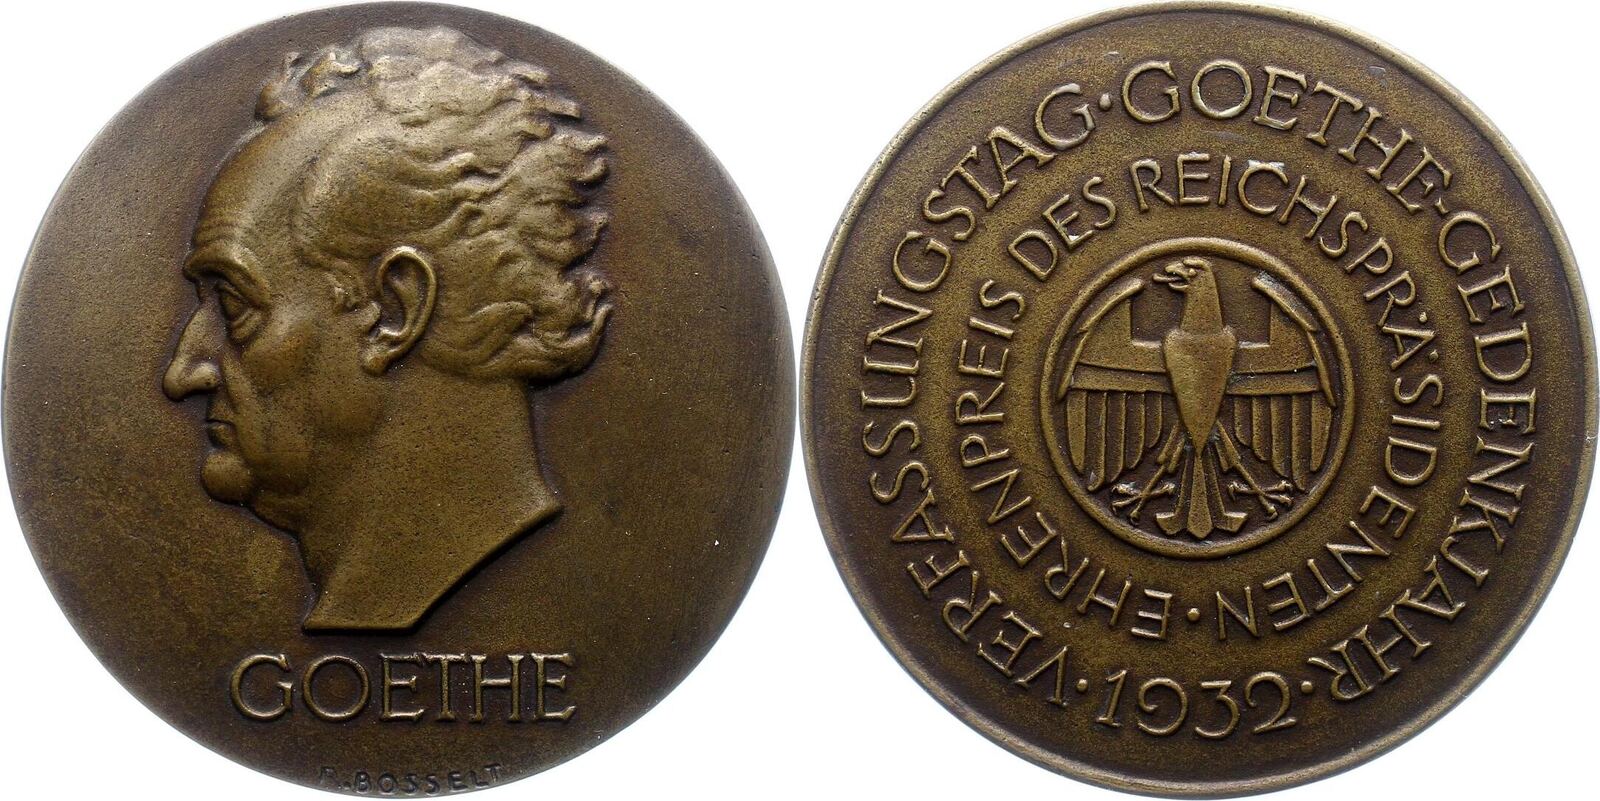 GOETHE
R. BOSSELT
VERFASSUNGSTAG · GOETHE-GEDENKJAHR · 1932 ·
EHRENPREIS DES REICHSPRÄSIDENTEN ·